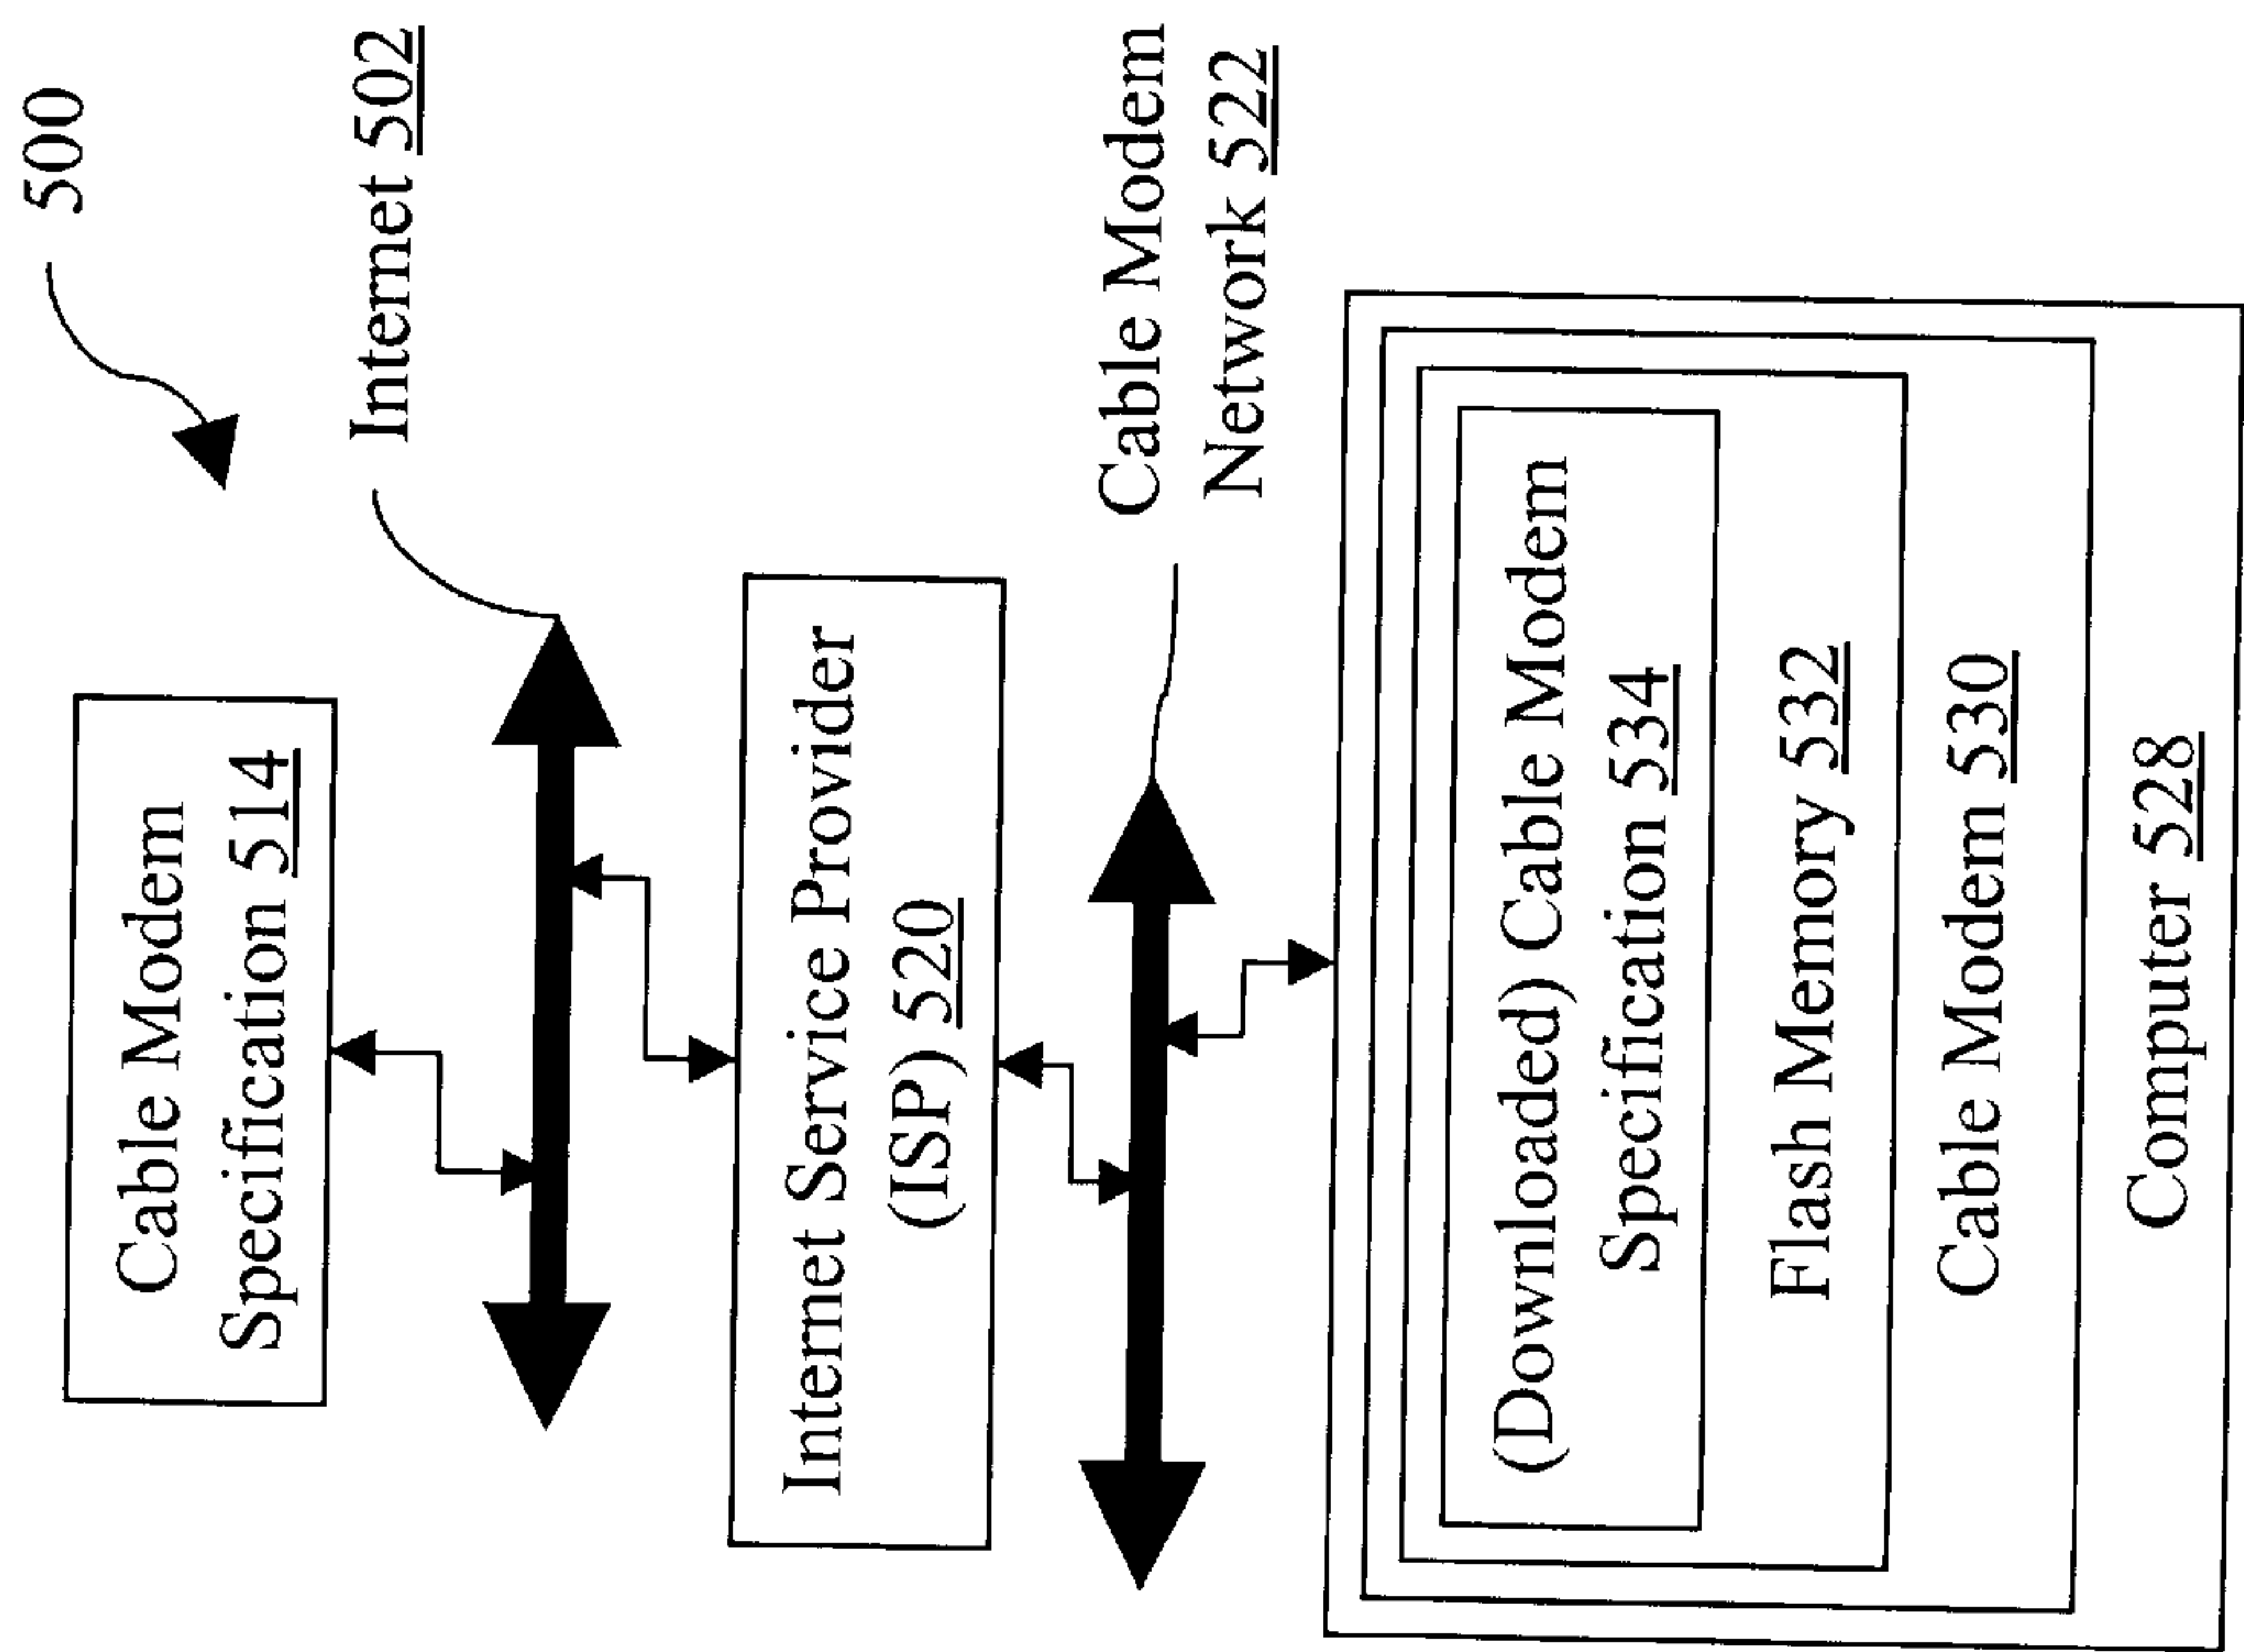 500
Internet 502
Cable Modem
Specification 514
Internet Service Provider
(ISP) 520
Cable Modem
Network 522
(Downloaded) Cable Modem
Specification 534
Flash Memory 532
Cable Modem 530
Computer 528